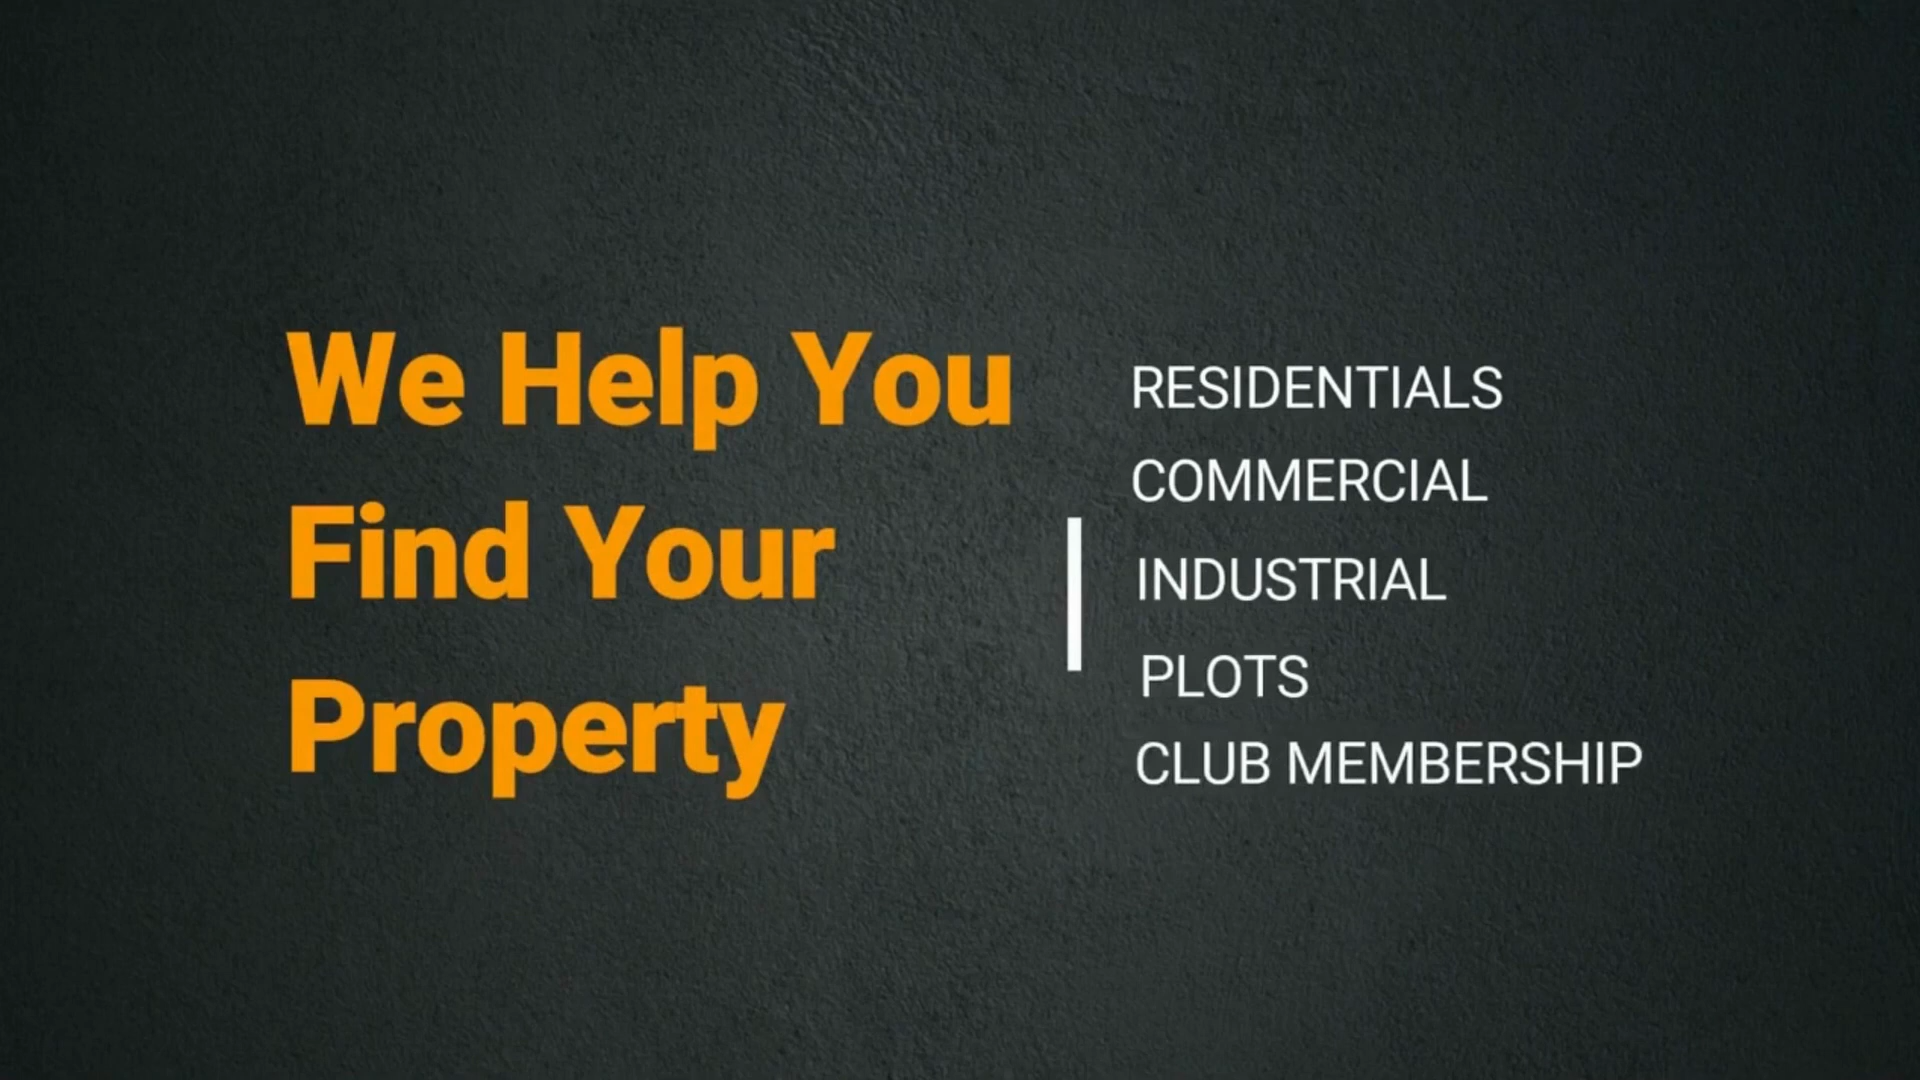 We Help You
Find Your
Property
RESIDENTIALS
COMMERCIAL
INDUSTRIAL
PLOTS
CLUB MEMBERSHIP